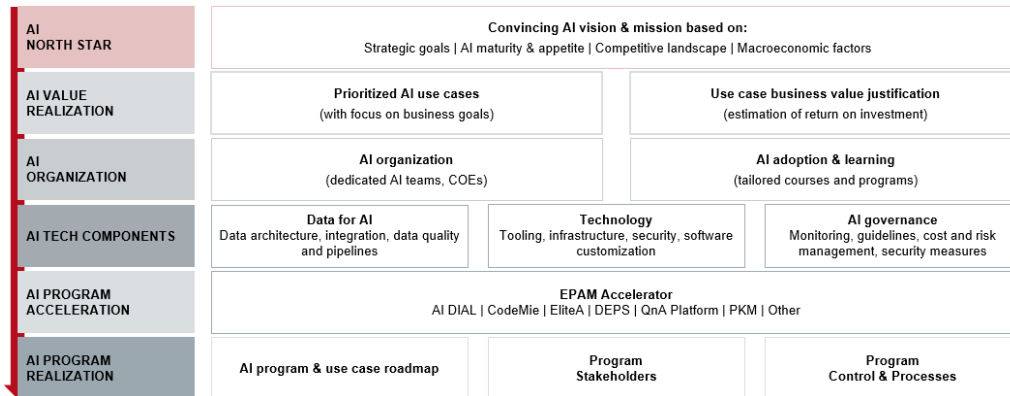 AI
NORTH STAR
Convincing AI vision & mission based on:
Strategic goals | AI maturity & appetite | Competitive landscape | Macroeconomic factors
AI VALUE
REALIZATION
Prioritized AI use cases
(with focus on business goals)
Use case business value justification
(estimation of return on investment)
AI
ORGANIZATION
AI organization
(dedicated AI teams, COEs)
AI adoption & learning
(tailored courses and programs)
AI TECH COMPONENTS
Data for AI
Data architecture, integration, data quality
and pipelines
Technology
Tooling, infrastructure, security, software
customization
AI governance
Monitoring, guidelines, cost and risk
management, security measures
AI PROGRAM
ACCELERATION
EPAM Accelerator
AI DIAL | CodeMie | EliteA | DEPS | QnA Platform | PKM | Other
AI PROGRAM
REALIZATION
AI program & use case roadmap
Program
Stakeholders
Program
Control & Processes